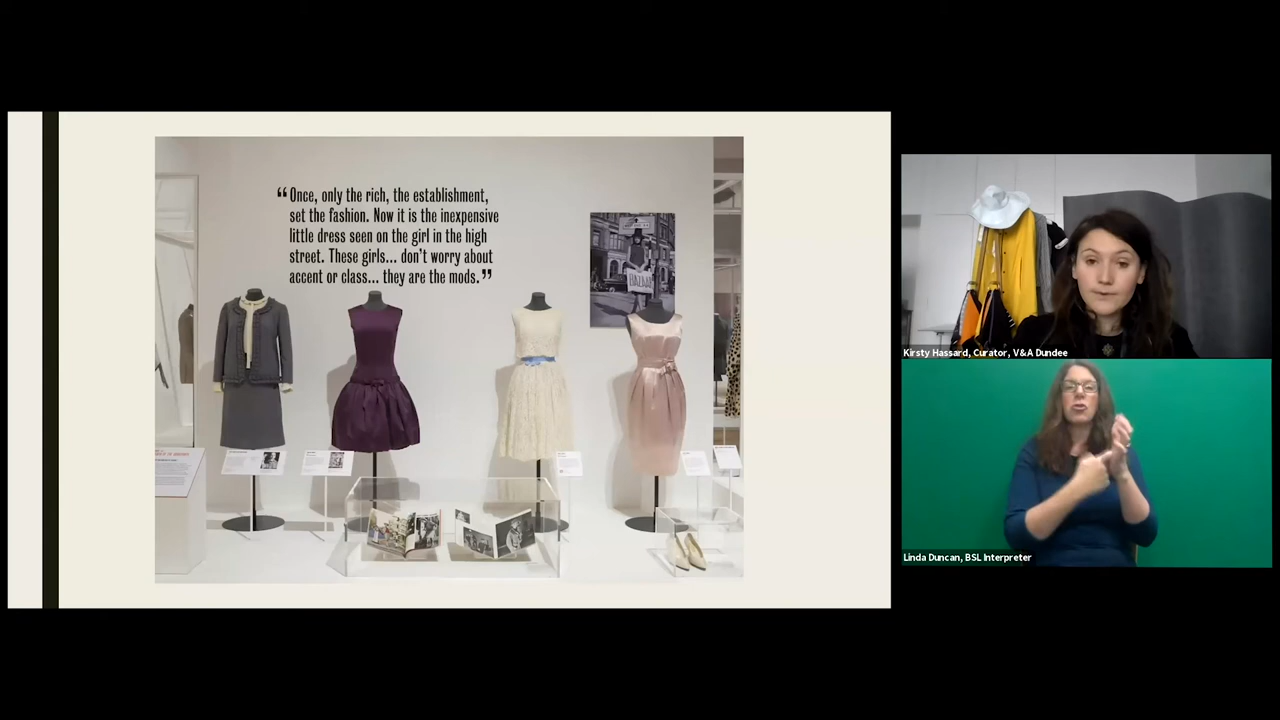 “Once, only the rich, the establishment,
set the fashion. Now it is the inexpensive
little dress seen on the girl in the high
street. These girls... don’t worry about
accent or class... they are the mods.”
Kirsty Hassard, Curator, V&A Dundee
Linda Duncan, BSL Interpreter